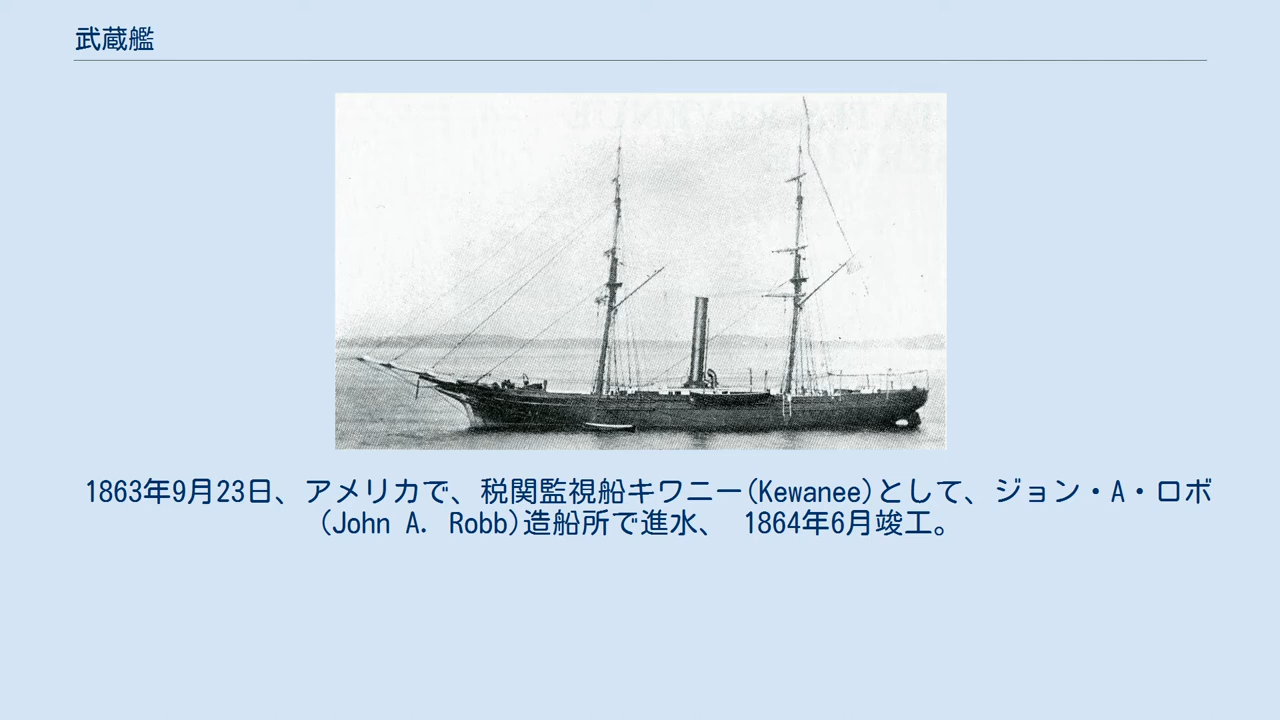 武蔵艦
1863年9月23日、アメリカで、税関監視船キワニー(Kewanee)として、ジョン・A・ロボ
(John A. Robb)造船所で進水、 1864年6月竣工。